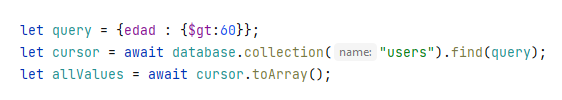 let query = {edad : {$gt:60}};
let cursor = await database.collection( name: "users").find(query);
let allValues = await cursor.toArray();